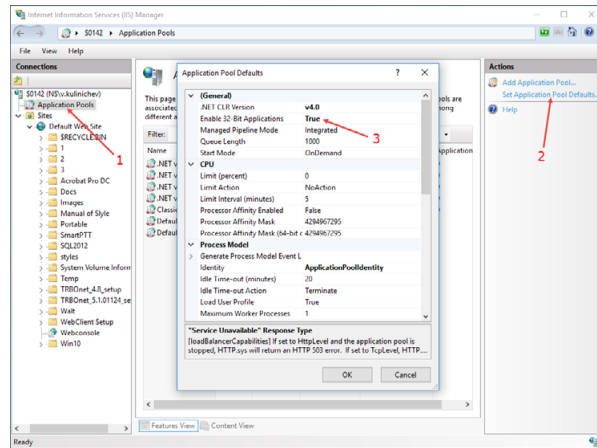 Internet Information Services (IIS) Manager
S0142 ▸ Application Pools
File View Help
Connections
S0142 (NS\v.kulinichev)
Application Pools
Sites
Default Web Site
$RECYCLE.BIN
1
2
3
Acrobat Pro DC
Docs
Images
Manual of Slyle
Portable
SmartPTT
SQL2012
styles
System Volume Inform
Temp
TRBOnet_4.8_setup
TRBOnet_5.1.01124_se
Walt
WebClient Setup
Webconsole
Win10
1
This page
associated
different a
Filter:
Name
.NET v
.NET v
.NET v
.NET v
Classic
Defaul
Defaul
ools are
mong
Application
Application Pool Defaults
? X
(General)
.NET CLR Version v4.0
Enable 32-Bit Applications True
Managed Pipeline Mode Integrated
Queue Length 1000
Start Mode OnDemand
3
CPU
Limit (percent) 0
Limit Action NoAction
Limit Interval (minutes) 5
Processor Affinity Enabled False
Processor Affinity Mask 4294967295
Processor Affinity Mask (64-bit c 4294967295
Process Model
Generate Process Model Event L
Identity ApplicationPoolIdentity
Idle Time-out (minutes) 20
Idle Time-out Action Terminate
Load User Profile True
Maximum Worker Processes 1
"Service Unavailable" Response Type
[loadBalancerCapabilities] If set to HttpLevel and the application pool is
stopped, HTTP.sys will return an HTTP 503 error. If set to TcpLevel, HTTP....
OK Cancel
Actions
Add Application Pool...
Set Application Pool Defaults...
Help
2
Features View Content View
Ready